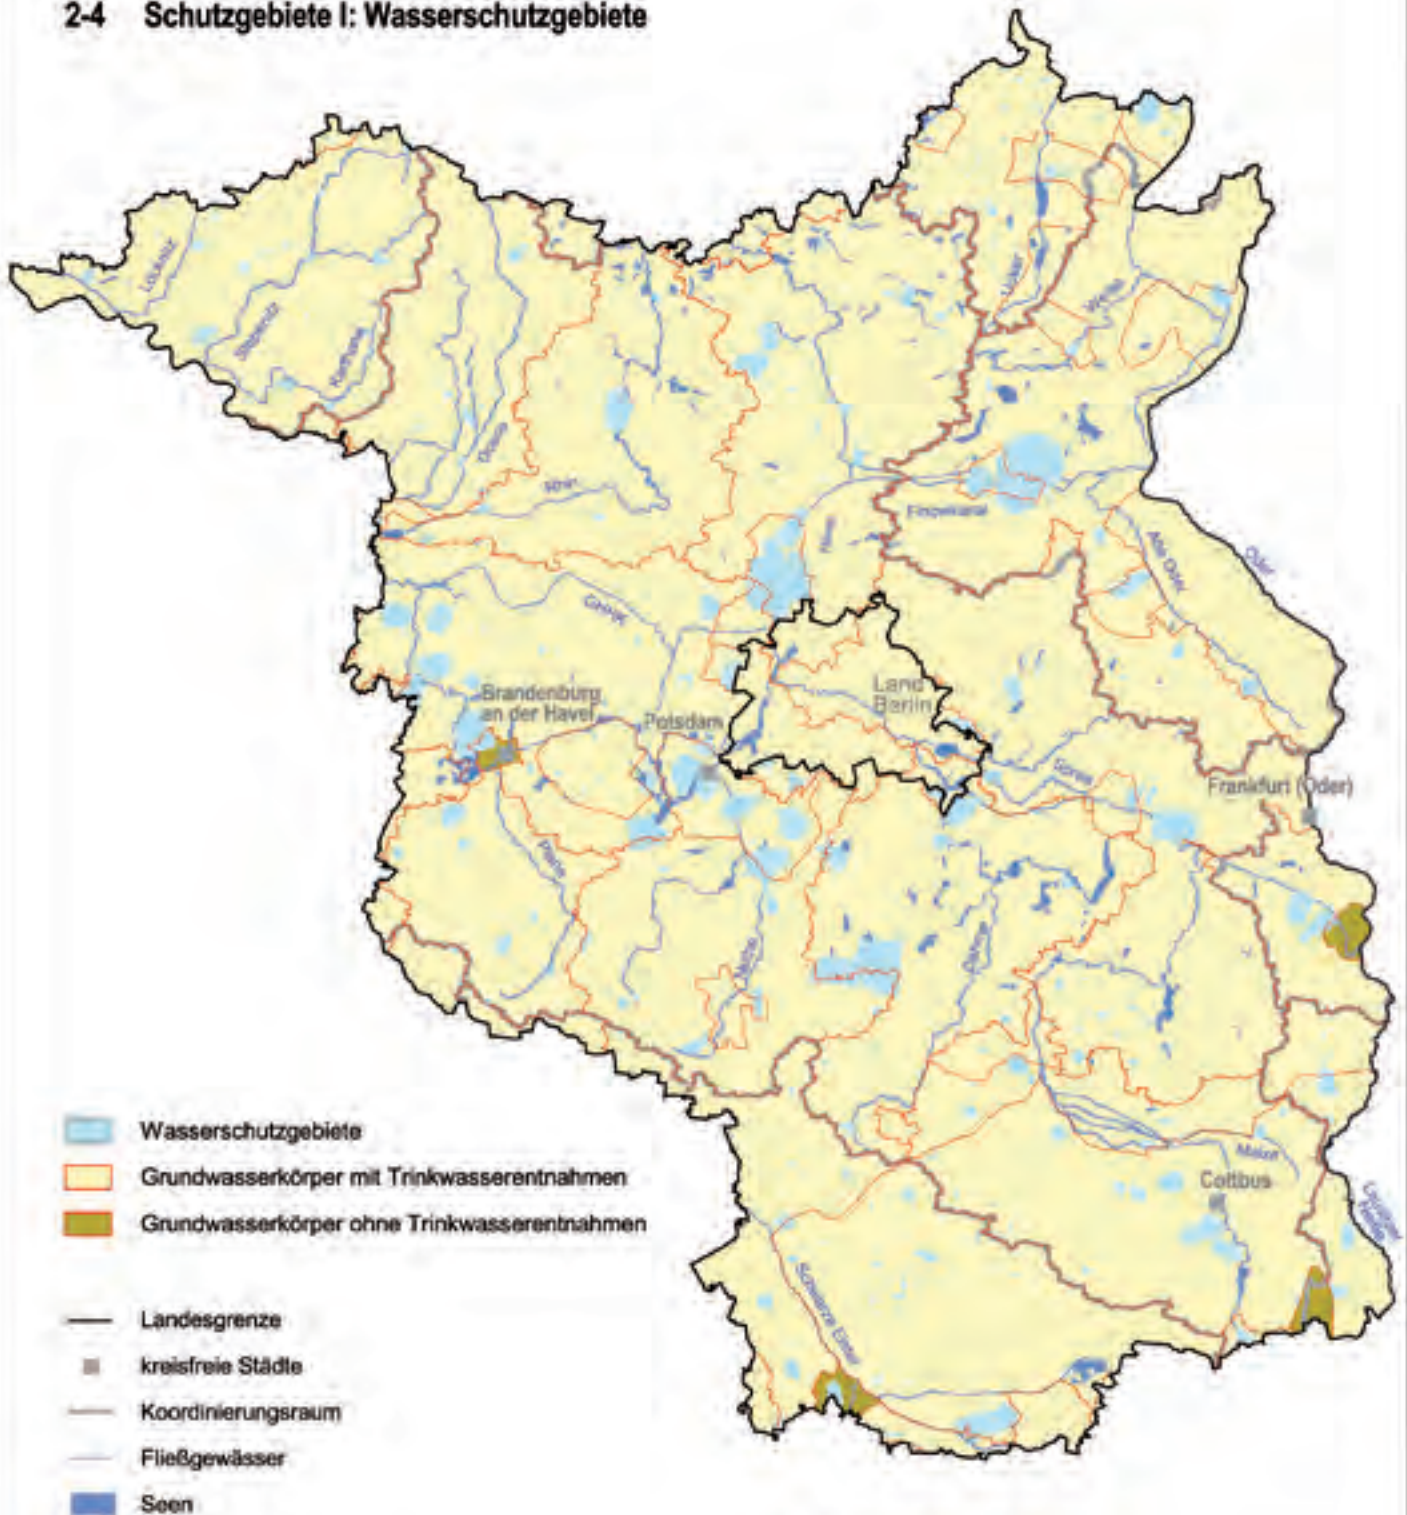 2-4 Schutzgebiete I: Wasserschutzgebiete
Löcknitz
Stepenitz
Karthane
Dosse
Rhin
Ucker
Welse
Finowkanal
Havel
Alte Oder
Oder
GHHK
Brandenburg
an der Havel
Potsdam
Land
Berlin
Spree
Frankfurt (Oder)
Plane
Nuthe
Dahme
Malxe
Cottbus
Lausitzer
Neiße
Schwarze Elster
Wasserschutzgebiete
Grundwasserkörper mit Trinkwasserentnahmen
Grundwasserkörper ohne Trinkwasserentnahmen
Landesgrenze
kreisfreie Städte
Koordinierungsraum
Fließgewässer
Seen